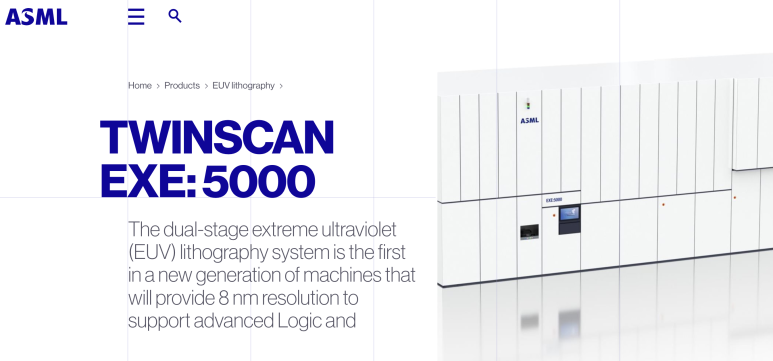 ASML
Home > Products > EUV lithography >
TWINSCAN
EXE: 5000
The dual-stage extreme ultraviolet
(EUV) lithography system is the first
in a new generation of machines that
will provide 8 nm resolution to
support advanced Logic and
ASML
EXE:5000